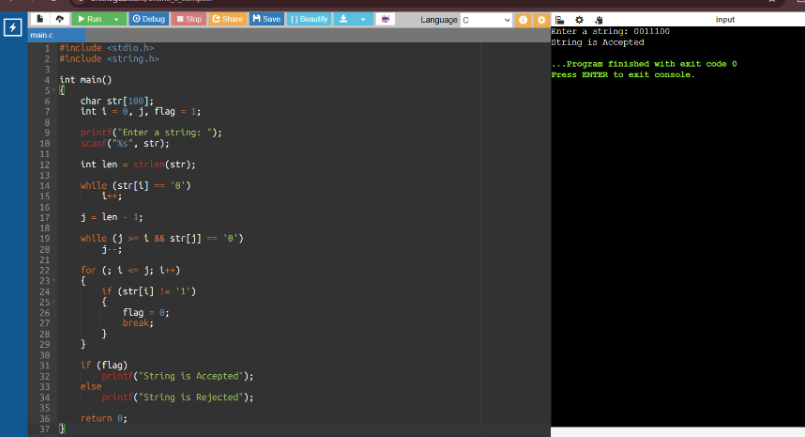 Run Debug Stop Share Save {} Beautify Language C input
main.c
1 #include <stdio.h>
2 #include <string.h>
3
4 int main()
5 {
6 char str[100];
7 int i = 0, j, flag = 1;
8
9 printf("Enter a string: ");
10 scanf("%s", str);
11
12 int len = strlen(str);
13
14 while (str[i] == '0')
15 i++;
16
17 j = len - 1;
18
19 while (j >= i && str[j] == '0')
20 j--;
21
22 for (; i <= j; i++)
23 {
24 if (str[i] != '1')
25 {
26 flag = 0;
27 break;
28 }
29 }
30
31 if (flag)
32 printf("String is Accepted");
33 else
34 printf("String is Rejected");
35
36 return 0;
37 }
Enter a string: 0011100
String is Accepted
...Program finished with exit code 0
Press ENTER to exit console.